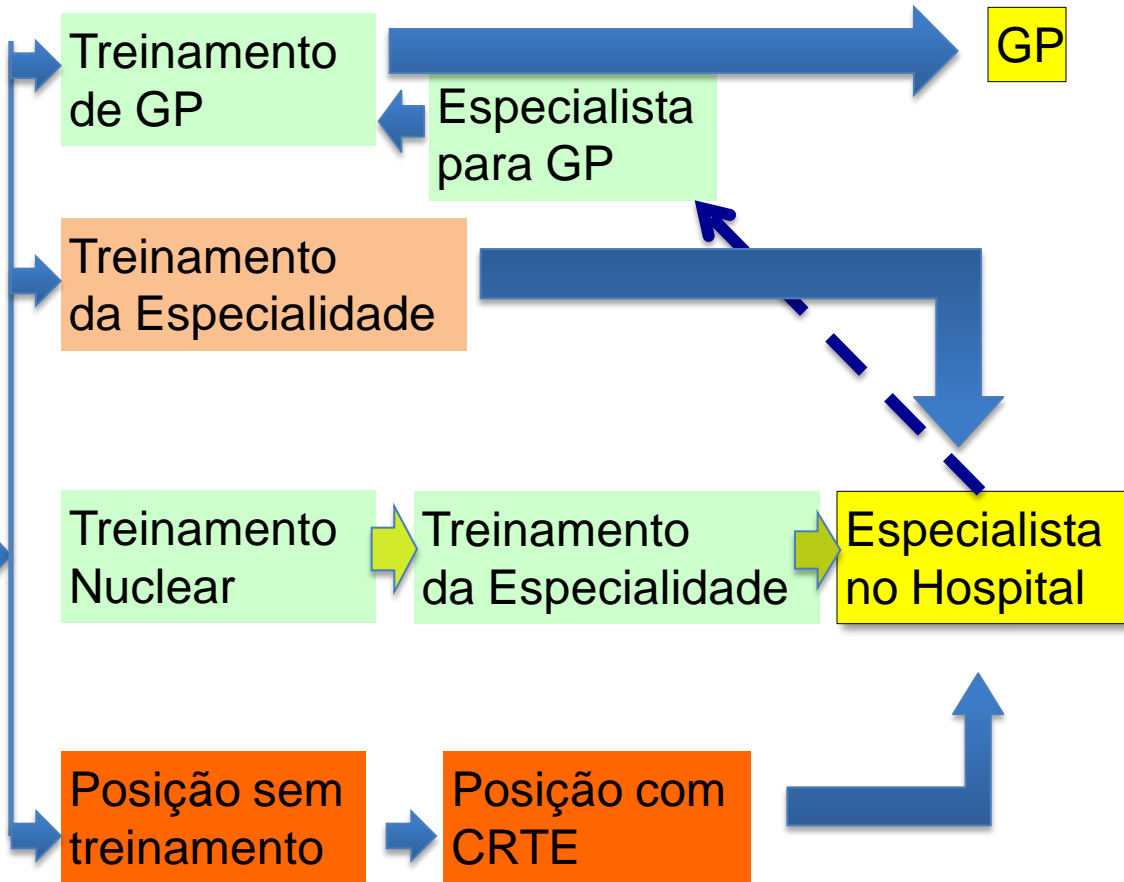 Treinamento
de GP
GP
Especialista
para GP
Treinamento
da Especialidade
Treinamento
Nuclear
Treinamento
da Especialidade
Especialista
no Hospital
Posição sem
treinamento
Posição com
CRTE